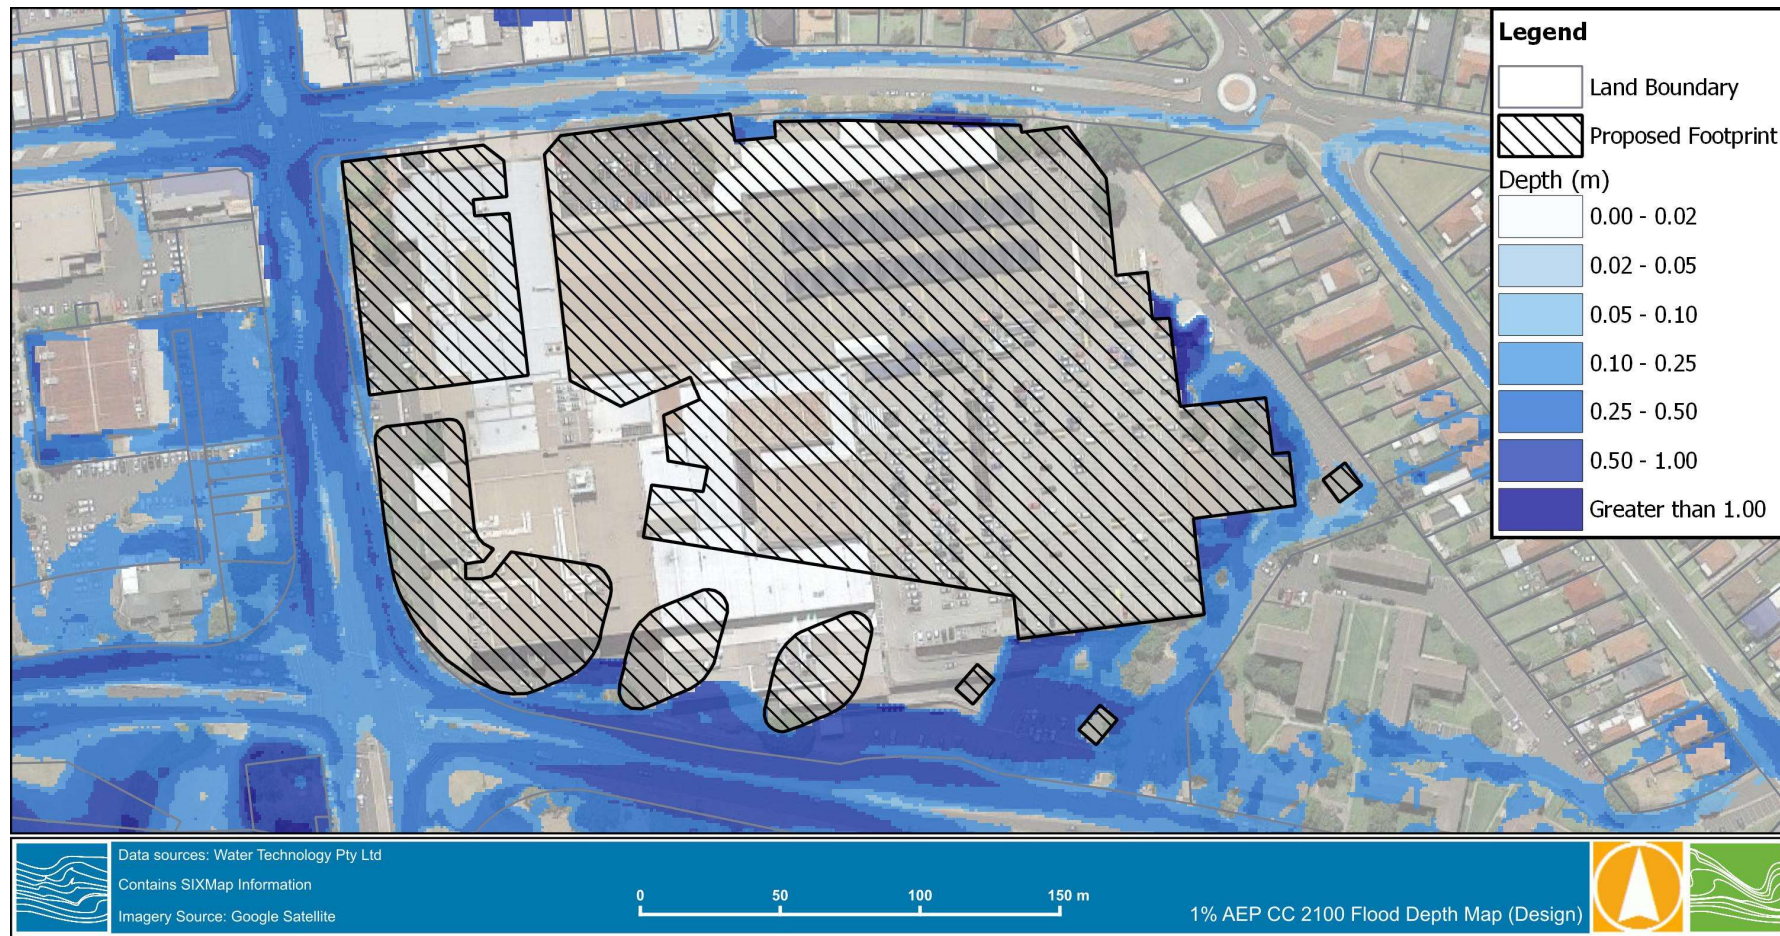 Legend
Land Boundary
Proposed Footprint
Depth (m)
0.00 - 0.02
0.02 - 0.05
0.05 - 0.10
0.10 - 0.25
0.25 - 0.50
0.50 - 1.00
Greater than 1.00
Data sources: Water Technology Pty Ltd
Contains SIXMap Information
Imagery Source: Google Satellite
0 50 100 150 m
1% AEP CC 2100 Flood Depth Map (Design)